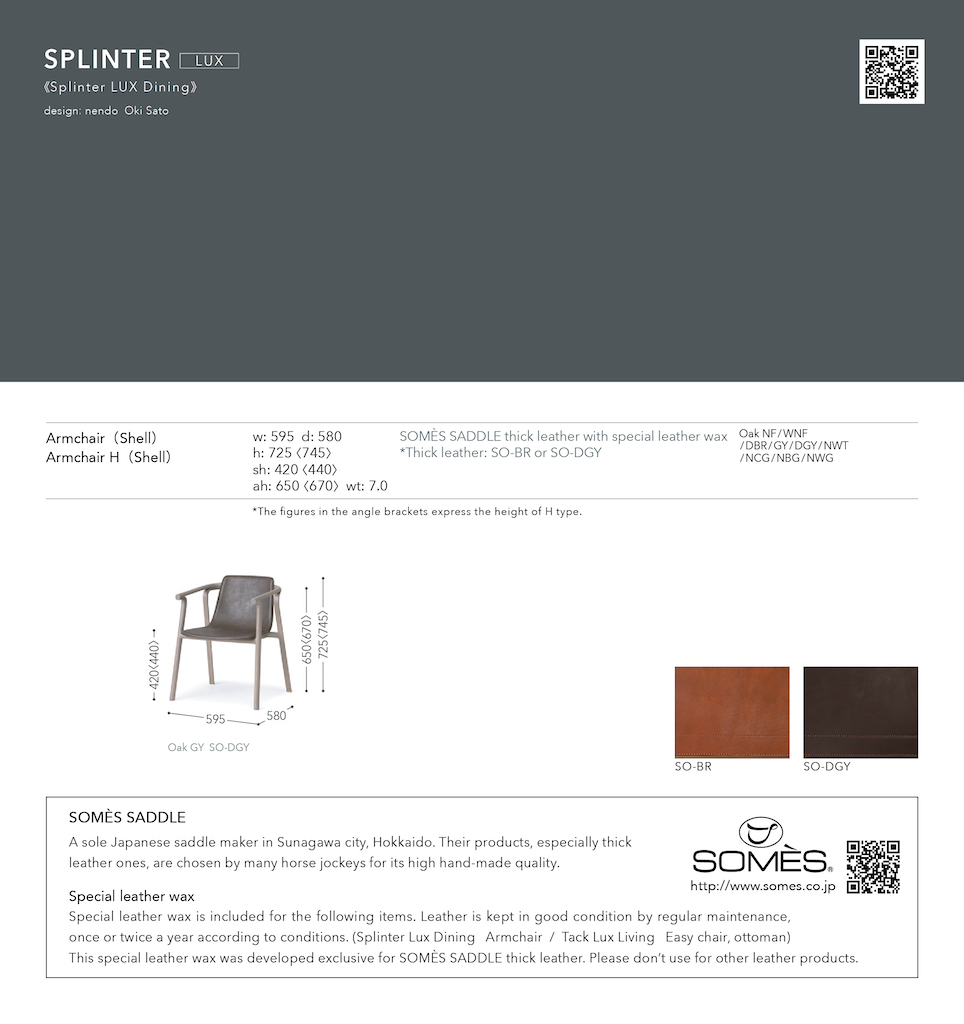 SPLINTER LUX
《Splinter LUX Dining》
design: nendo Oki Sato
Armchair（Shell）
Armchair H（Shell）
w: 595 d: 580
h: 725〈745〉
sh: 420〈440〉
ah: 650〈670〉 wt: 7.0
SOMÈS SADDLE thick leather with special leather wax
*Thick leather: SO-BR or SO-DGY
Oak NF/WNF
/DBR/GY/DGY/NWT
/NCG/NBG/NWG
*The figures in the angle brackets express the height of H type.
420〈440〉
650〈670〉
725〈745〉
595
580
Oak GY SO-DGY
SO-BR
SO-DGY
SOMÈS SADDLE
A sole Japanese saddle maker in Sunagawa city, Hokkaido. Their products, especially thick
leather ones, are chosen by many horse jockeys for its high hand-made quality.
SOMÈS®
http://www.somes.co.jp
Special leather wax
Special leather wax is included for the following items. Leather is kept in good condition by regular maintenance,
once or twice a year according to conditions. (Splinter Lux Dining Armchair / Tack Lux Living Easy chair, ottoman)
This special leather wax was developed exclusive for SOMÈS SADDLE thick leather. Please don't use for other leather products.